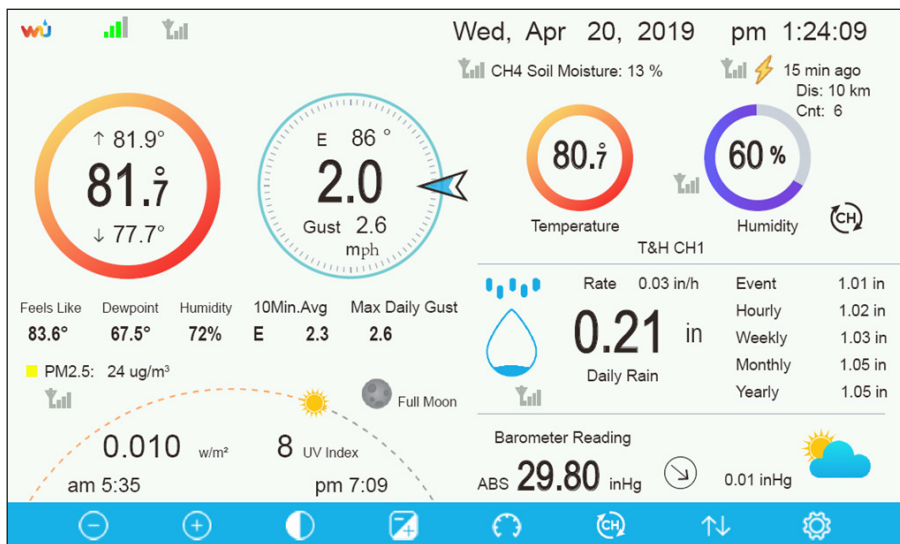 wu
Wed, Apr 20, 2019 pm 1:24:09
CH4 Soil Moisture: 13 %
15 min ago
Dis: 10 km
Cnt: 6
↑ 81.9°
81.7°
↓ 77.7°
E 86 °
2.0
Gust 2.6
mph
80.7°
Temperature
60 %
Humidity
CH
T&H CH1
Feels Like Dewpoint Humidity 10Min.Avg Max Daily Gust
83.6° 67.5° 72% E 2.3 2.6
PM2.5: 24 ug/m³
Full Moon
0.010 w/m² 8 UV Index
am 5:35 pm 7:09
Rate 0.03 in/h
0.21 in
Daily Rain
Event 1.01 in
Hourly 1.02 in
Weekly 1.03 in
Monthly 1.05 in
Yearly 1.05 in
Barometer Reading
ABS 29.80 inHg 0.01 inHg
CH